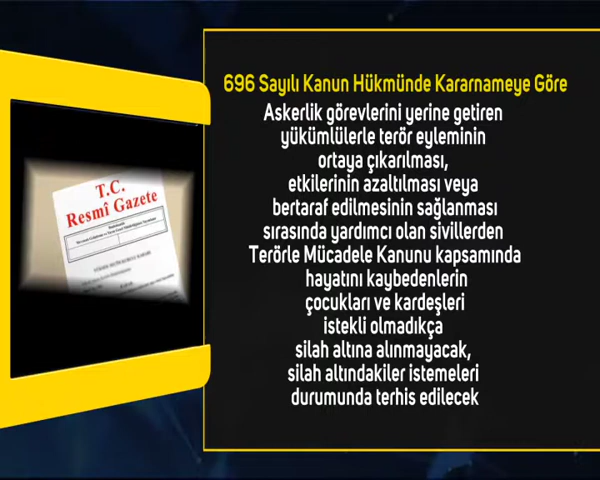 696 Sayılı Kanun Hükmünde Kararnameye Göre
Askerlik görevlerini yerine getiren
yükümlülerle terör eyleminin
ortaya çıkarılması,
etkilerinin azaltılması veya
bertaraf edilmesinin sağlanması
sırasında yardımcı olan sivillerden
Terörle Mücadele Kanunu kapsamında
hayatını kaybedenlerin
çocukları ve kardeşleri
istekli olmadıkça
silah altına alınmayacak,
silah altındakiler istemeleri
durumunda terhis edilecek
T.C.
Resmî Gazete